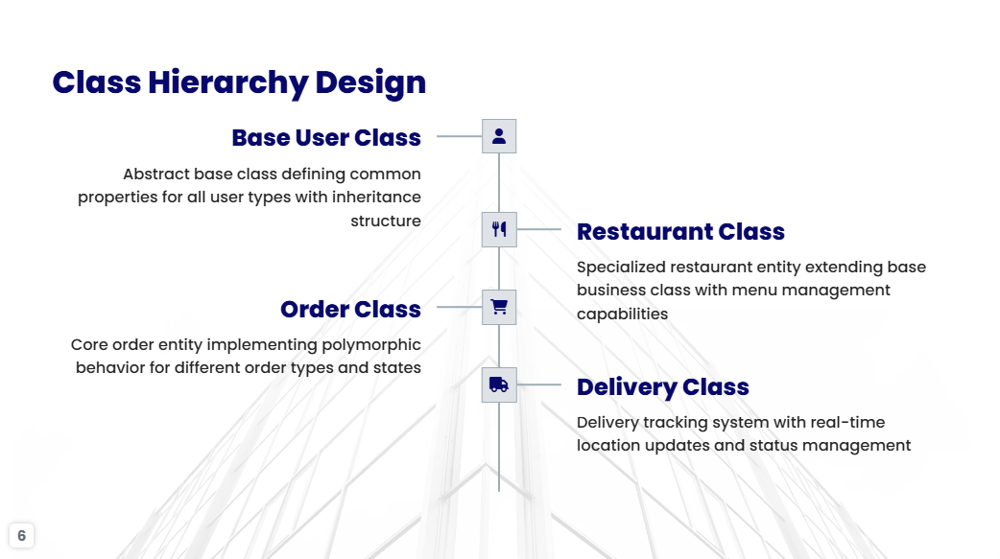 Class Hierarchy Design
Base User Class
Abstract base class defining common
properties for all user types with inheritance
structure
Restaurant Class
Specialized restaurant entity extending base
business class with menu management
capabilities
Order Class
Core order entity implementing polymorphic
behavior for different order types and states
Delivery Class
Delivery tracking system with real-time
location updates and status management
6